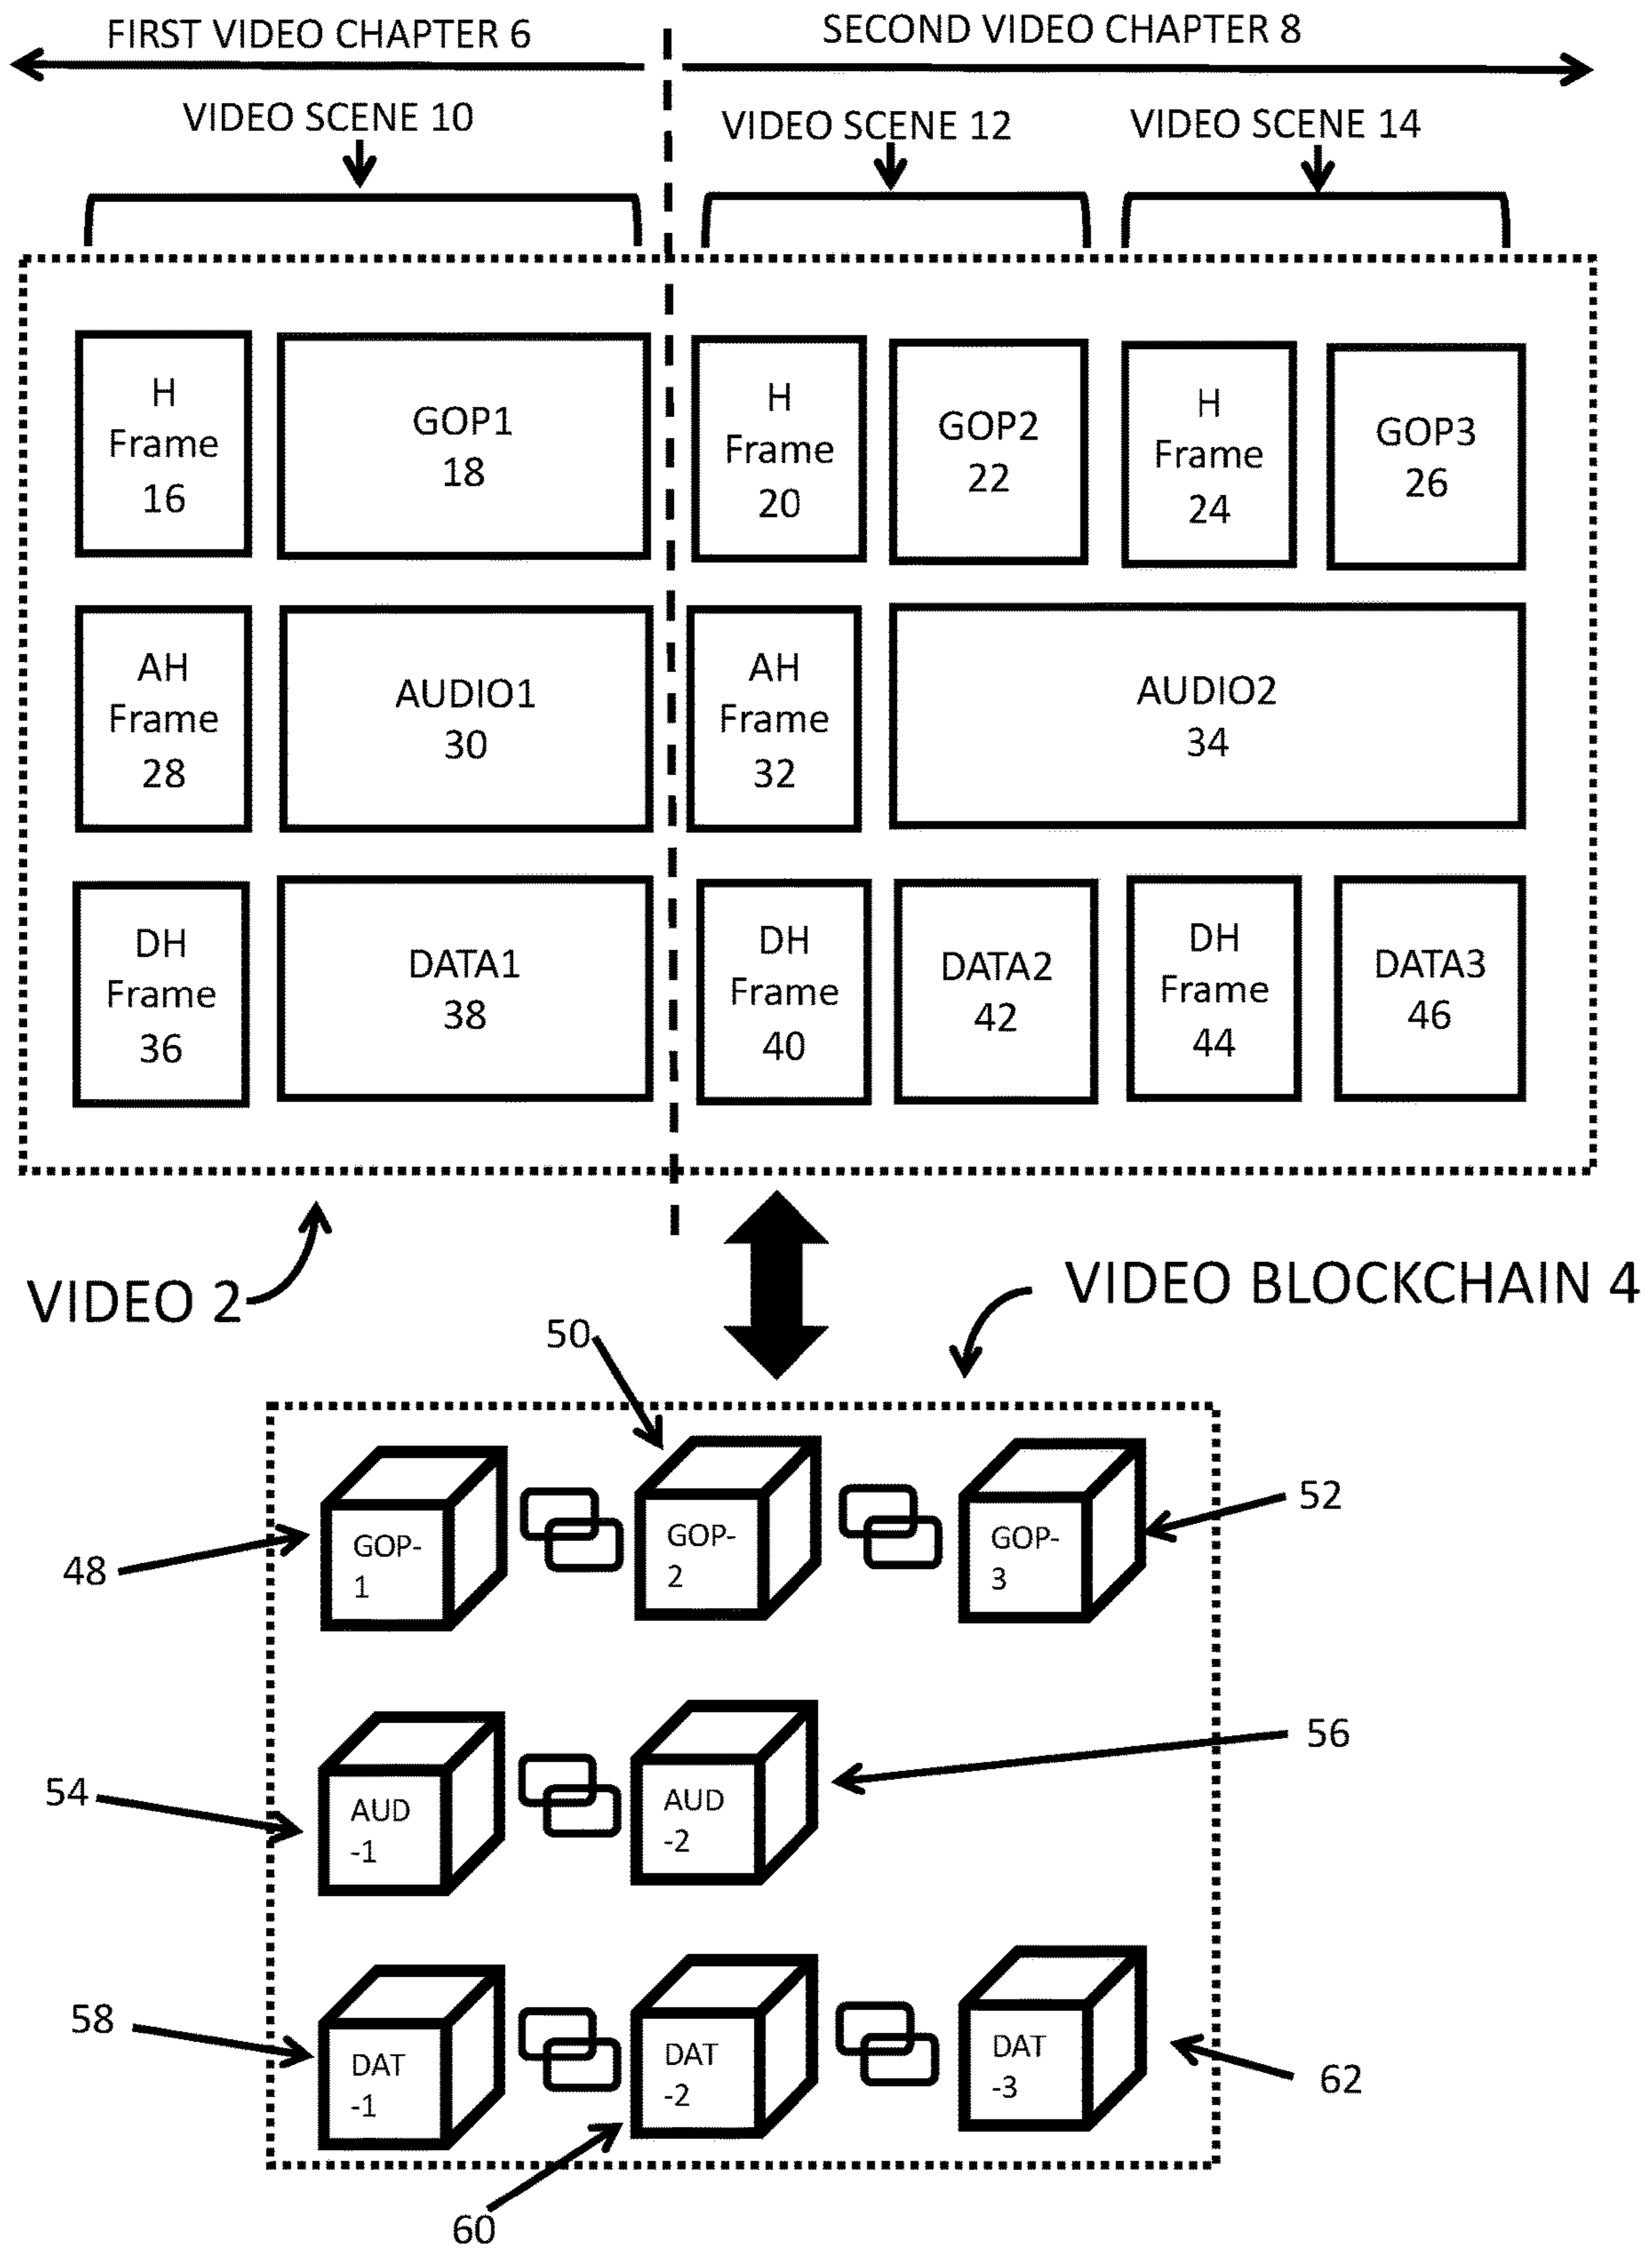 FIRST VIDEO CHAPTER 6
SECOND VIDEO CHAPTER 8
VIDEO SCENE 10
VIDEO SCENE 12
VIDEO SCENE 14
H
Frame
16
GOP1
18
H
Frame
20
GOP2
22
H
Frame
24
GOP3
26
AH
Frame
28
AUDIO1
30
AH
Frame
32
AUDIO2
34
DH
Frame
36
DATA1
38
DH
Frame
40
DATA2
42
DH
Frame
44
DATA3
46
VIDEO 2
VIDEO BLOCKCHAIN 4
50
48
GOP-
1
GOP-
2
GOP-
3
52
54
AUD
-1
AUD
-2
56
58
DAT
-1
DAT
-2
DAT
-3
62
60